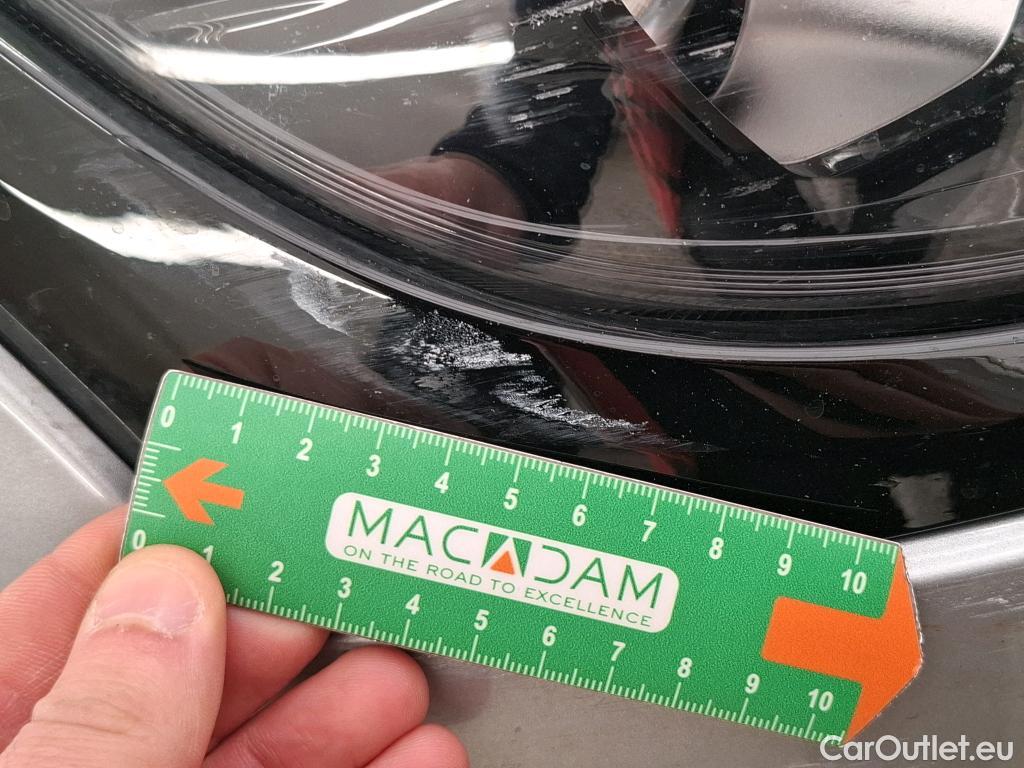 0 1 2 3 4 5 6 7 8 9 10
MACADAM
ON THE ROAD TO EXCELLENCE
0 1 2 3 4 5 6 7 8 9 10
CarOutlet.eu